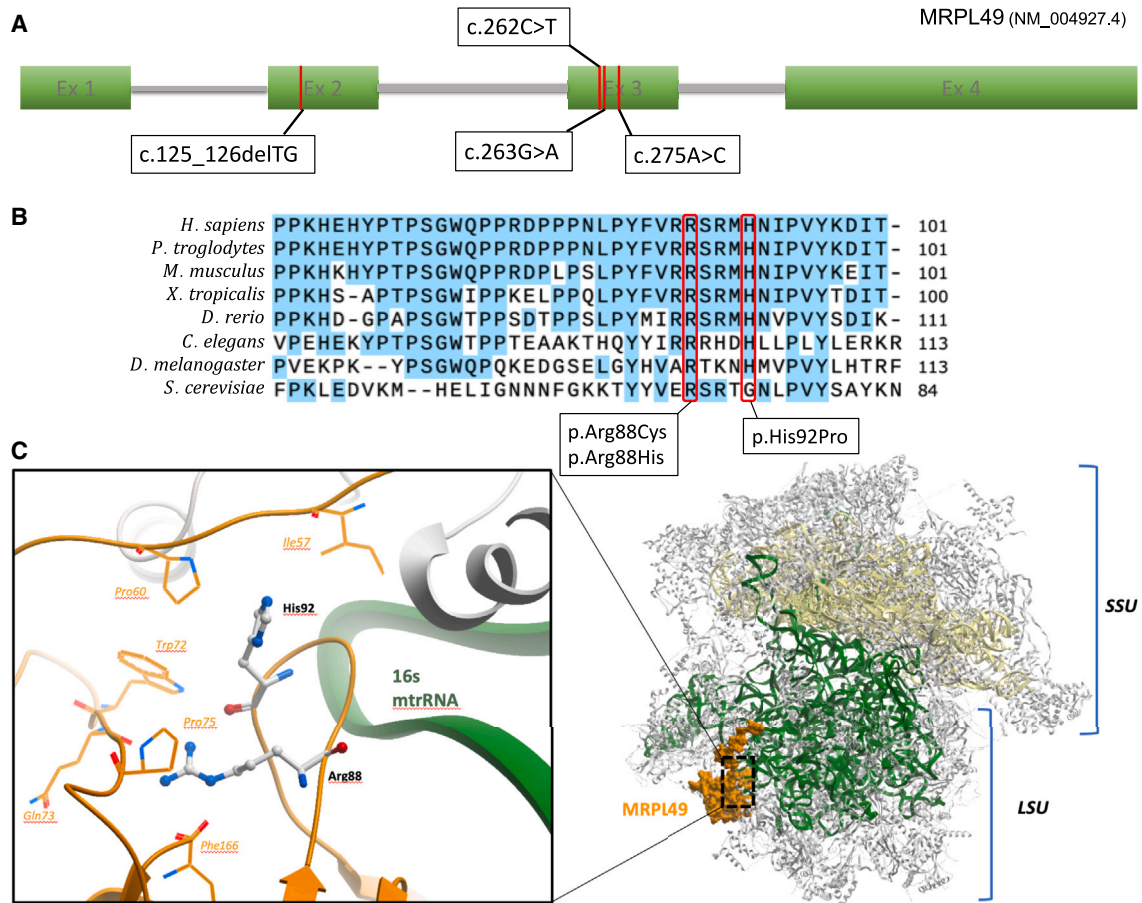 A
MRPL49 (NM_004927.4)
c.262C>T
Ex 1
Ex 2
Ex 3
Ex 4
c.125_126delTG
c.263G>A
c.275A>C
B
H. sapiens PPKHEHYPTPSGWQPPRDPPPNLPYFVRRSRMHNIPVYKDIT- 101
P. troglodytes PPKHEHYPTPSGWQPPRDPPPNLPYFVRRSRMHNIPVYKDIT- 101
M. musculus PPKHKHYPTPSGWQPPRDPLPSLPYFVRRSRMHNIPVYKEIT- 101
X. tropicalis PPKHS-APTPSGWIPPKELPPQLPYFVRRSRMHNIPVYTDIT- 100
D. rerio PPKHD-GPAPSGWTPPSDTPPSLPYMIRRSRMHNVPVYSDIK- 111
C. elegans VPEHEKYPTPSGWTPPTEAAKTHQYYIRRRRHDHLLPLYLERKR 113
D. melanogaster PVEKPK--YPSGWQPQKEDGSELGYHVARTKNHMVPVYLHTRF 113
S. cerevisiae FPKLEDVKM--HELIGNNNFGKKTYYVERSRTGNLPVYSAYKN 84
p.Arg88Cys
p.Arg88His
p.His92Pro
C
Ile57
Pro60
His92
Trp72
16s
mtrRNA
Pro75
Arg88
Gln73
Phe166
SSU
MRPL49
LSU